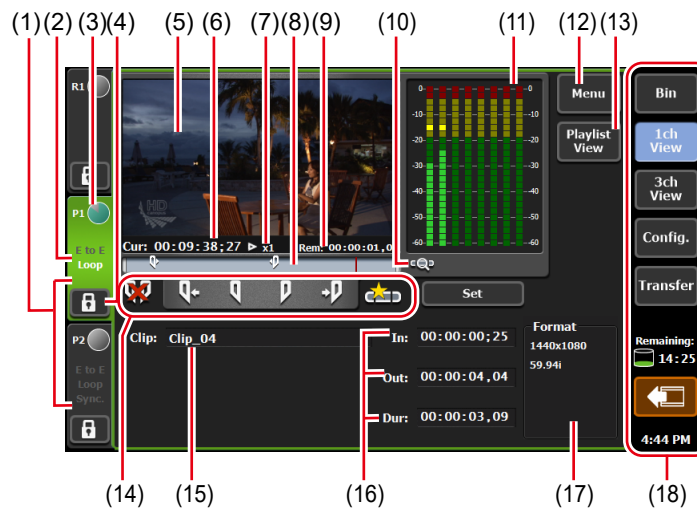 (1) (2) (3) (4) (5) (6) (7) (8) (9) (10) (11) (12) (13)
R1
P1
E to E
Loop
P2
E to E
Loop
Sync.
HD
Cur: 00:09:38;27 x1 Rem: 00:00:01,0
0 0
-10 -10
-20 -20
-30 -30
-40 -40
-50 -50
-60 -60
Menu
Playlist
View
Set
Clip: Clip_04
In: 00:00:00;25
Out: 00:00:04,04
Dur: 00:00:03,09
Format
1440x1080
59.94i
Bin
1ch
View
3ch
View
Config.
Transfer
Remaining:
14:25
4:44 PM
(14) (15) (16) (17) (18)